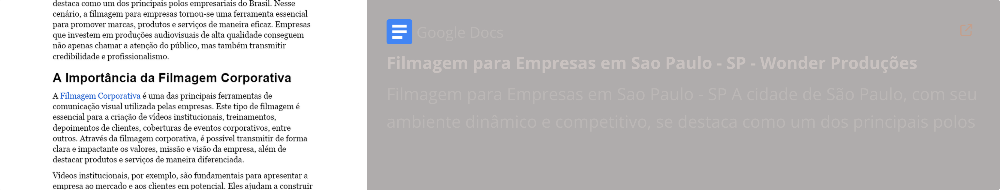 destaca como um dos principais polos empresariais do Brasil. Nesse
cenário, a filmagem para empresas tornou-se uma ferramenta essencial
para promover marcas, produtos e serviços de maneira eficaz. Empresas
que investem em produções audiovisuais de alta qualidade conseguem
não apenas chamar a atenção do público, mas também transmitir
credibilidade e profissionalismo.
A Importância da Filmagem Corporativa
A Filmagem Corporativa é uma das principais ferramentas de
comunicação visual utilizada pelas empresas. Este tipo de filmagem é
essencial para a criação de vídeos institucionais, treinamentos,
depoimentos de clientes, coberturas de eventos corporativos, entre
outros. Através da filmagem corporativa, é possível transmitir de forma
clara e impactante os valores, missão e visão da empresa, além de
destacar produtos e serviços de maneira diferenciada.
Vídeos institucionais, por exemplo, são fundamentais para apresentar a
empresa ao mercado e aos clientes em potencial. Eles ajudam a construir
Google Docs
Filmagem para Empresas em Sao Paulo - SP - Wonder Produções
Filmagem para Empresas em Sao Paulo - SP A cidade de São Paulo, com seu
ambiente dinâmico e competitivo, se destaca como um dos principais polos